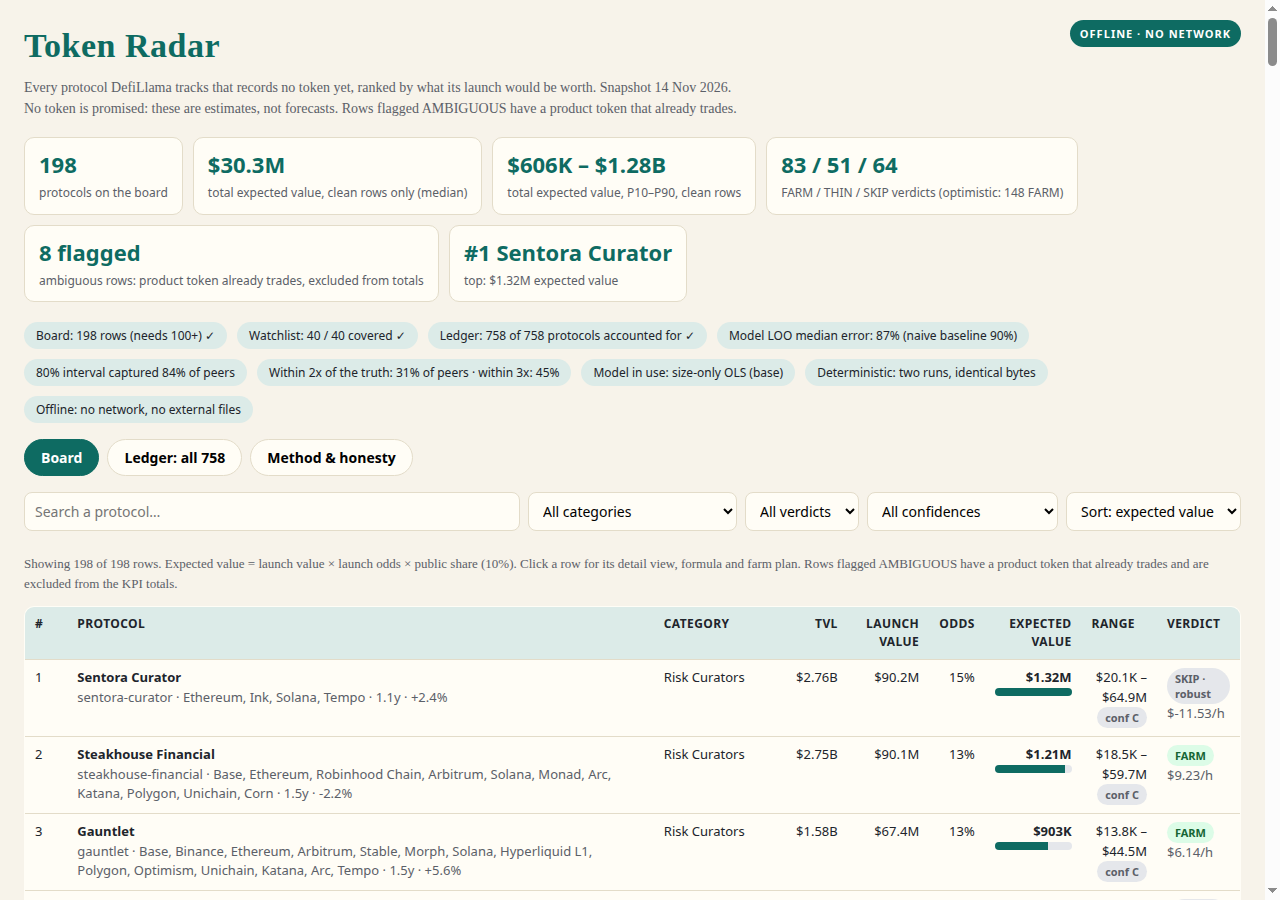 Token Radar
OFFLINE · NO NETWORK
Every protocol DefiLlama tracks that records no token yet, ranked by what its launch would be worth. Snapshot 14 Nov 2026.
No token is promised: these are estimates, not forecasts. Rows flagged AMBIGUOUS have a product token that already trades.
198
protocols on the board
$30.3M
total expected value, clean rows only (median)
$606K – $1.28B
total expected value, P10–P90, clean rows
83 / 51 / 64
FARM / THIN / SKIP verdicts (optimistic: 148 FARM)
8 flagged
ambiguous rows: product token already trades, excluded from totals
#1 Sentora Curator
top: $1.32M expected value
Board: 198 rows (needs 100+) ✓
Watchlist: 40 / 40 covered ✓
Ledger: 758 of 758 protocols accounted for ✓
Model LOO median error: 87% (naive baseline 90%)
80% interval captured 84% of peers
Within 2x of the truth: 31% of peers · within 3x: 45%
Model in use: size-only OLS (base)
Deterministic: two runs, identical bytes
Offline: no network, no external files
Board
Ledger: all 758
Method & honesty
Search a protocol...
All categories
All verdicts
All confidences
Sort: expected value
Showing 198 of 198 rows. Expected value = launch value × launch odds × public share (10%). Click a row for its detail view, formula and farm plan. Rows flagged AMBIGUOUS have a product token that already trades and are
excluded from the KPI totals.
# PROTOCOL CATEGORY TVL LAUNCH VALUE ODDS EXPECTED VALUE RANGE VERDICT
1
Sentora Curator
sentora-curator · Ethereum, Ink, Solana, Tempo · 1.1y · +2.4%
Risk Curators
$2.76B
$90.2M
15%
$1.32M
$20.1K –
$64.9M
conf C
SKIP ·
robust
$-11.53/h
2
Steakhouse Financial
steakhouse-financial · Base, Ethereum, Robinhood Chain, Arbitrum, Solana, Monad, Arc,
Katana, Polygon, Unichain, Corn · 1.5y · -2.2%
Risk Curators
$2.75B
$90.1M
13%
$1.21M
$18.5K –
$59.7M
conf C
FARM
$9.23/h
3
Gauntlet
gauntlet · Base, Binance, Ethereum, Arbitrum, Stable, Morph, Solana, Hyperliquid L1,
Polygon, Optimism, Unichain, Katana, Arc, Tempo · 1.5y · +5.6%
Risk Curators
$1.58B
$67.4M
13%
$903K
$13.8K –
$44.5M
conf C
FARM
$6.14/h